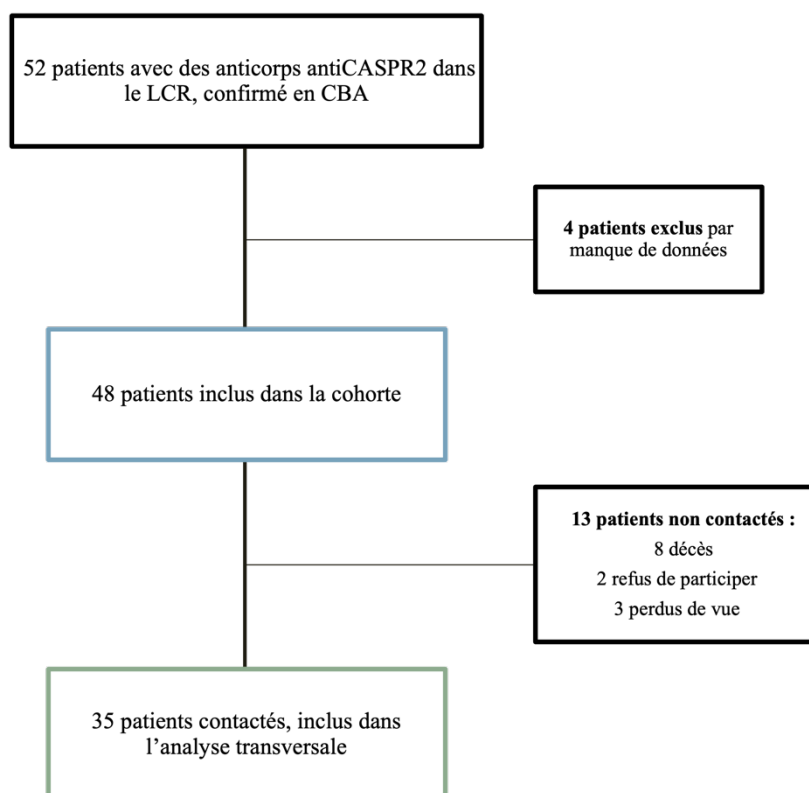 52 patients avec des anticorps antiCASPR2 dans
le LCR, confirmé en CBA
4 patients exclus par
manque de données
48 patients inclus dans la cohorte
13 patients non contactés :
8 décès
2 refus de participer
3 perdus de vue
35 patients contactés, inclus dans
l’analyse transversale